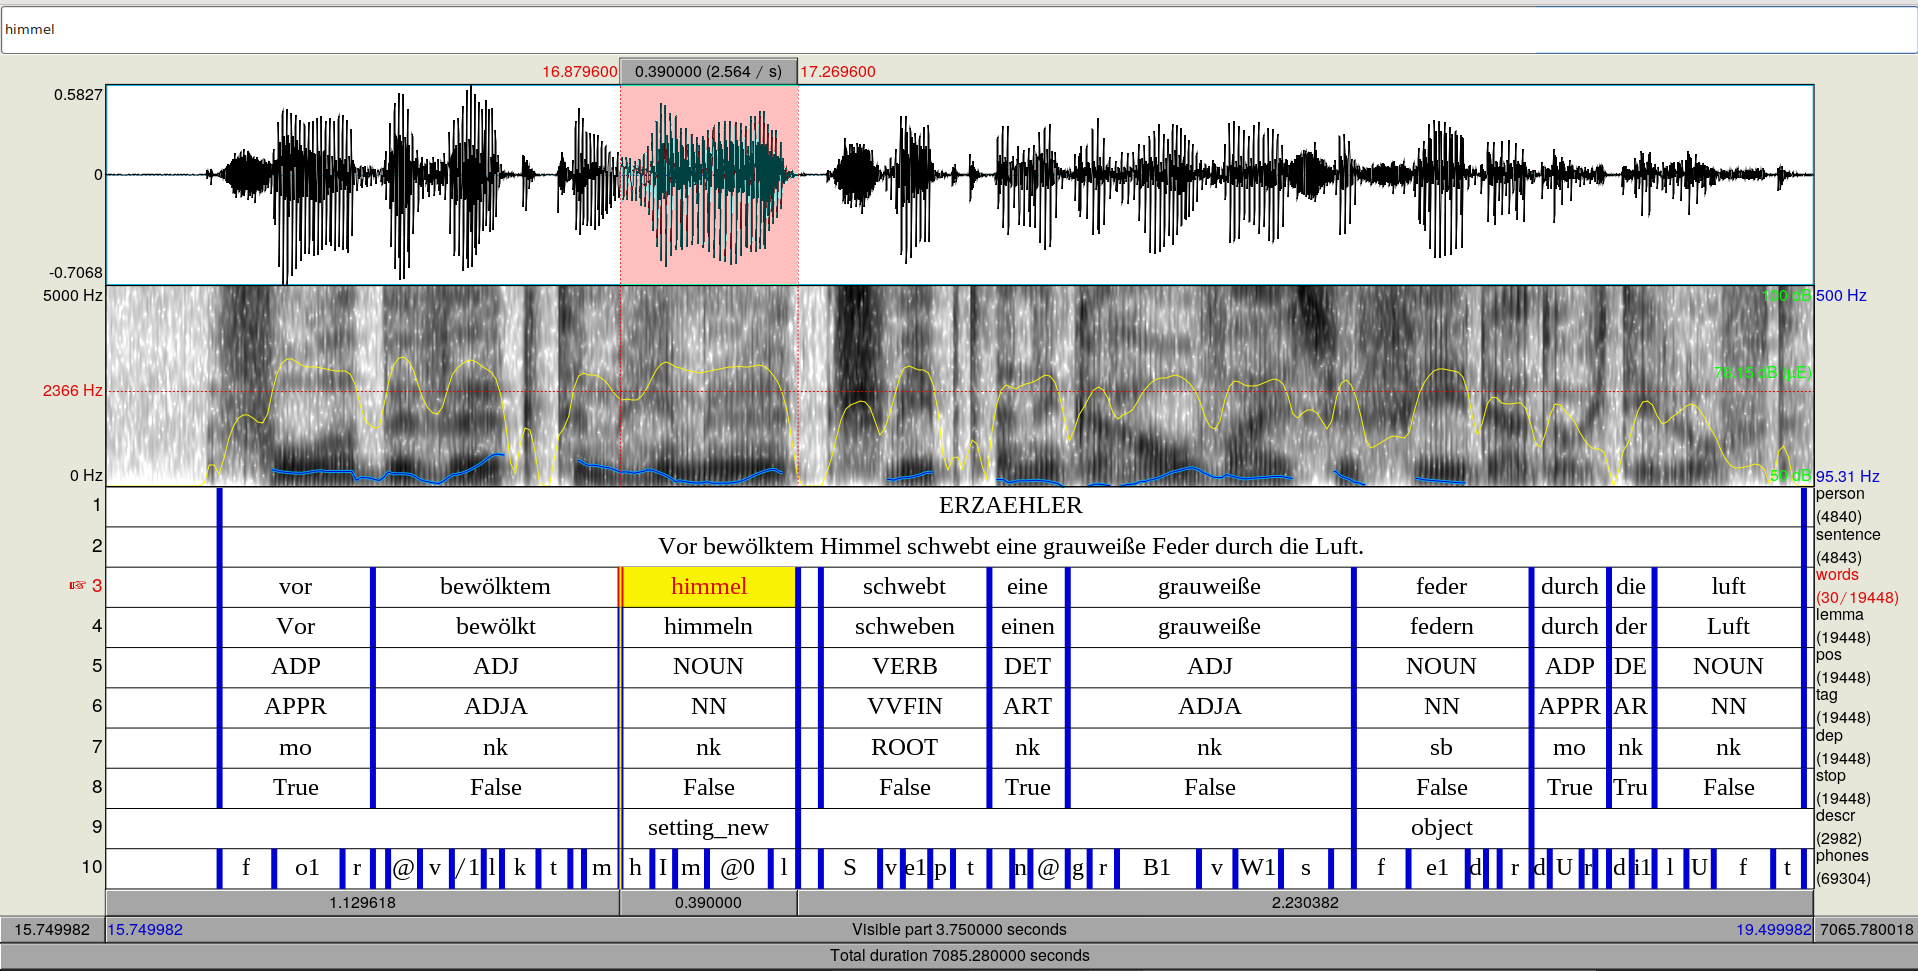 himmel
16.879600 0.390000 (2.564 / s) 17.269600
0.5827
0
-0.7068
5000 Hz 100 dB 500 Hz
2366 Hz
0 Hz 50 dB 95.31 Hz
1 ERZAEHLER person (4840)
2 Vor bewölktem Himmel schwebt eine grauweiße Feder durch die Luft. sentence (4843)
3 vor bewölktem himmel schwebt eine grauweiße feder durch die luft words (30/19448)
4 Vor bewölkt himmeln schweben einen grauweiße federn durch der Luft lemma (19448)
5 ADP ADJ NOUN VERB DET ADJ NOUN ADP DE NOUN pos (19448)
6 APPR ADJA NN VVFIN ART ADJA NN APPR AR NN tag (19448)
7 mo nk nk ROOT nk nk sb mo nk nk dep (19448)
8 True False False False True False False True Tru False stop (19448)
9 setting_new object descr (2982)
10 f o1 r @ v /1 l k t m h I m @0 l S v e1 p t n @ g r B1 v W1 s f e1 d r d U r d i1 l U f t phones (69304)
1.129618 0.390000 2.230382
15.749982 15.749982 Visible part 3.750000 seconds 19.499982 7065.780018
Total duration 7085.280000 seconds